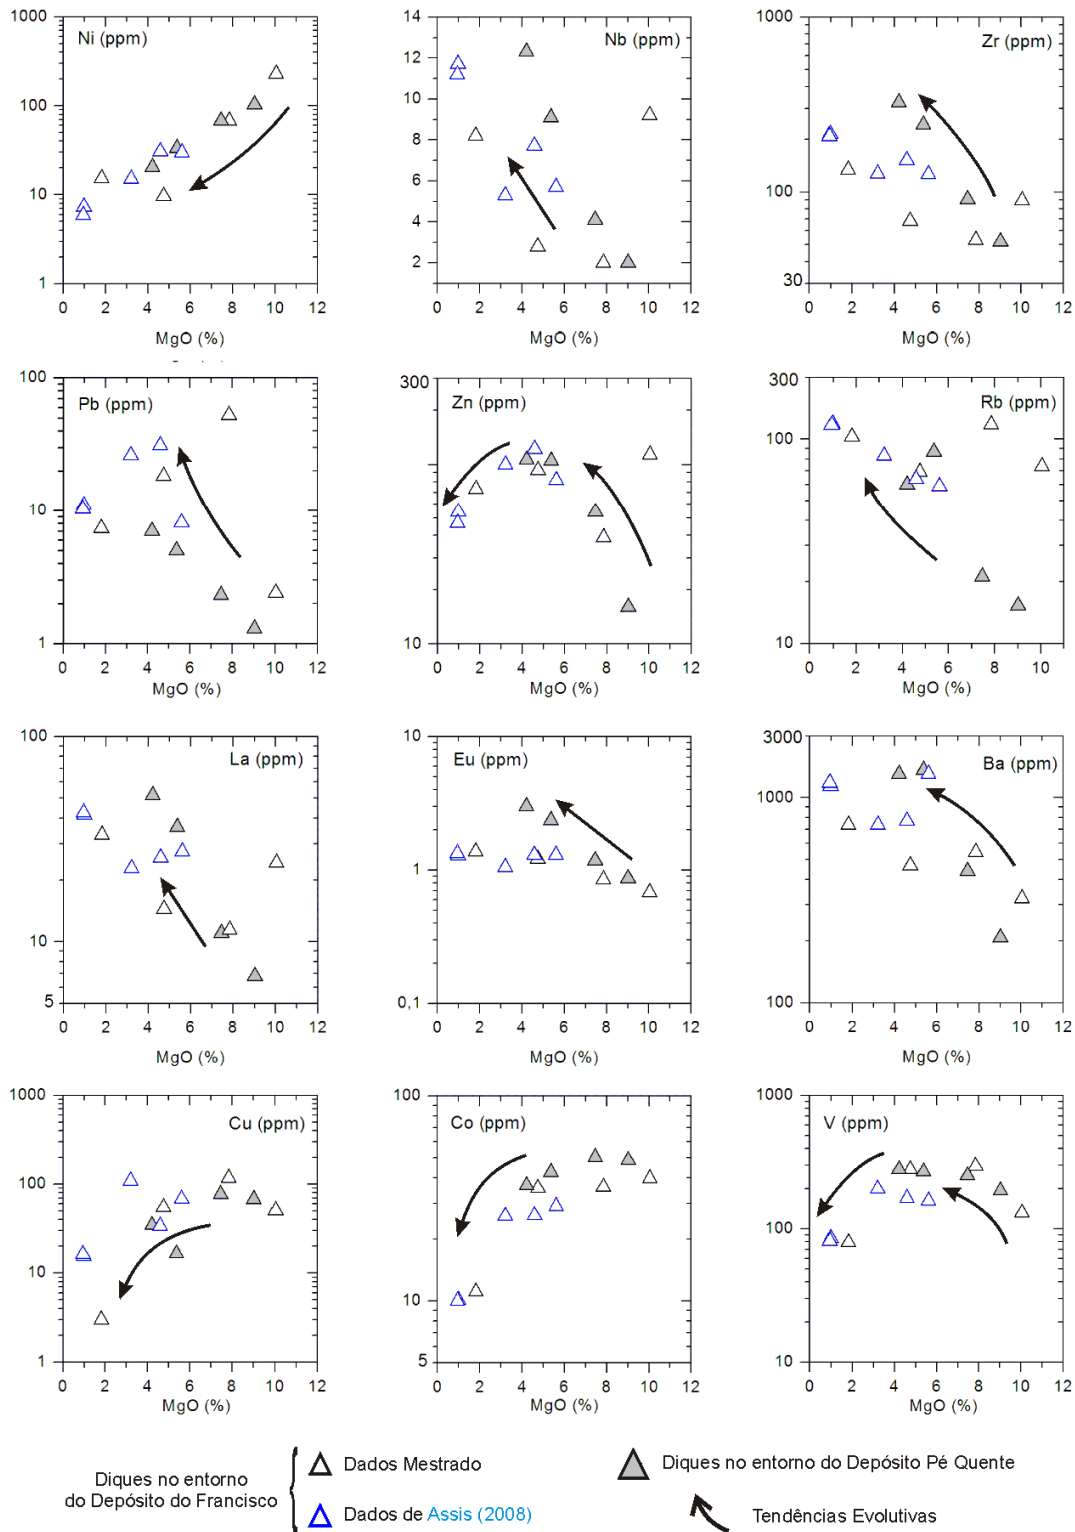 1000
100
10
1
Ni (ppm)
0 2 4 6 8 10 12
MgO (%)
14
12
10
8
6
4
2
Nb (ppm)
0 2 4 6 8 10 12
MgO (%)
1000
100
30
Zr (ppm)
0 2 4 6 8 10 12
MgO (%)
100
10
1
Pb (ppm)
0 2 4 6 8 10 12
MgO (%)
300
10
Zn (ppm)
0 2 4 6 8 10 12
MgO (%)
300
100
10
Rb (ppm)
0 2 4 6 8 10
MgO (%)
100
10
5
La (ppm)
0 2 4 6 8 10 12
MgO (%)
10
1
0,1
Eu (ppm)
0 2 4 6 8 10 12
MgO (%)
3000
1000
100
Ba (ppm)
0 2 4 6 8 10 12
MgO (%)
1000
100
10
1
Cu (ppm)
0 2 4 6 8 10 12
MgO (%)
100
10
5
Co (ppm)
0 2 4 6 8 10 12
MgO (%)
1000
100
10
V (ppm)
0 2 4 6 8 10 12
MgO (%)
Diques no entorno
do Depósito do Francisco
Dados Mestrado
Dados de Assis (2008)
Diques no entorno do Depósito Pé Quente
Tendências Evolutivas